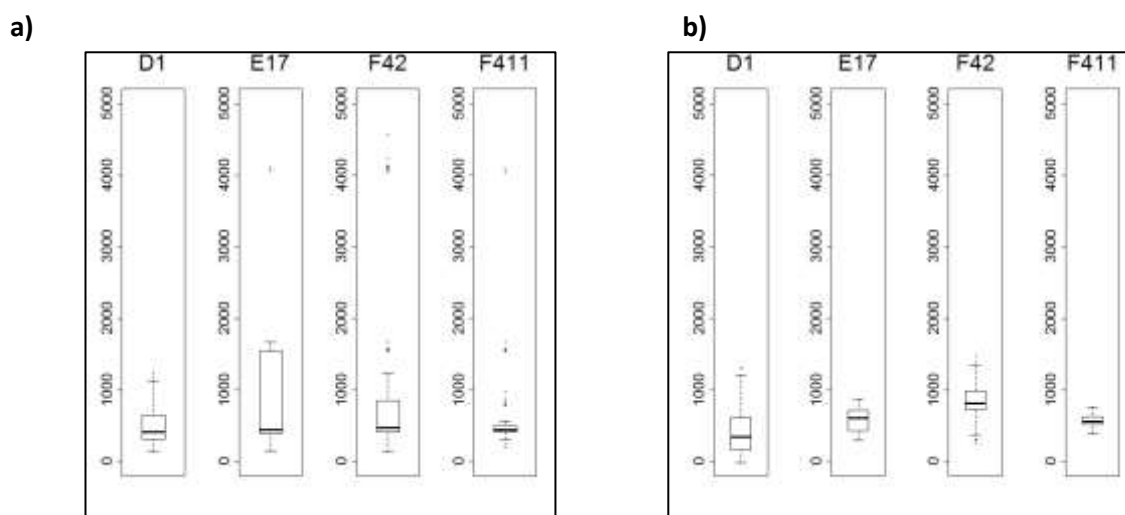 a) b)
D1 E17 F42 F411 D1 E17 F42 F411
5000 5000 5000 5000 5000 5000 5000 5000
4000 4000 4000 4000 4000 4000 4000 4000
3000 3000 3000 3000 3000 3000 3000 3000
2000 2000 2000 2000 2000 2000 2000 2000
1000 1000 1000 1000 1000 1000 1000 1000
0 0 0 0 0 0 0 0